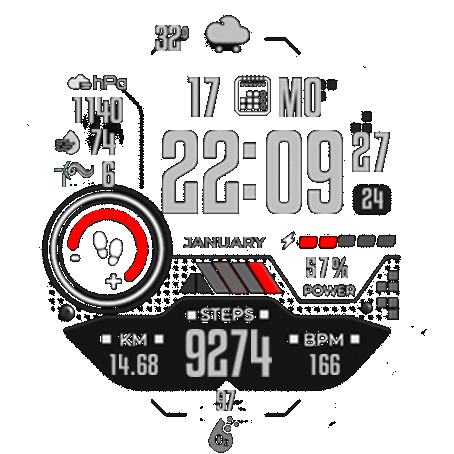 32°
hPa
1140
17 MO
74
22:09 27
6
24
JANUARY
57%
POWER
STEPS
KM 9274 BPM
14.68 166
97